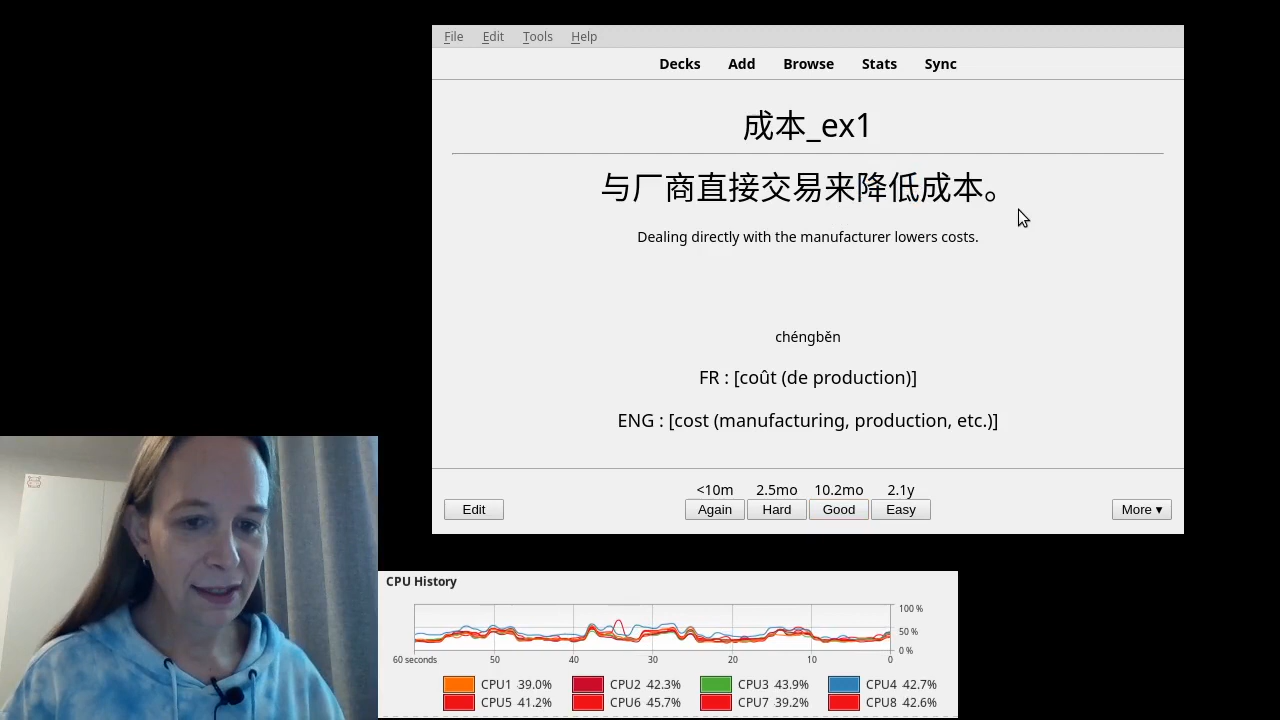 File Edit Tools Help
Decks Add Browse Stats Sync
成本_ex1
与厂商直接交易来降低成本。
Dealing directly with the manufacturer lowers costs.
chéngběn
FR : [coût (de production)]
ENG : [cost (manufacturing, production, etc.)]
<10m 2.5mo 10.2mo 2.1y
Edit Again Hard Good Easy More ▾
CPU History
100 %
50 %
0 %
60 seconds 50 40 30 20 10 0
CPU1 39.0% CPU2 42.3% CPU3 43.9% CPU4 42.7%
CPU5 41.2% CPU6 45.7% CPU7 39.2% CPU8 42.6%